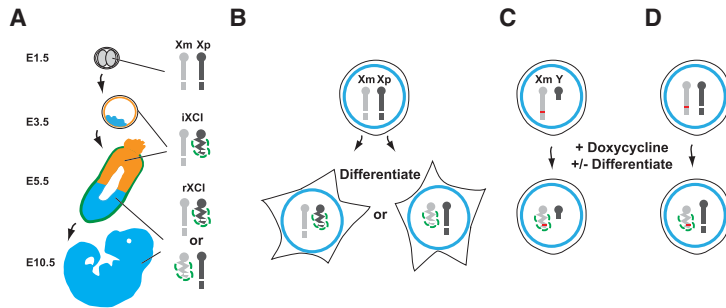 A
Xm Xp
E1.5
E3.5
iXCI
E5.5
rXCI
or
E10.5
B
Xm Xp
Differentiate
or
C
Xm Y
D
+ Doxycycline
+/- Differentiate